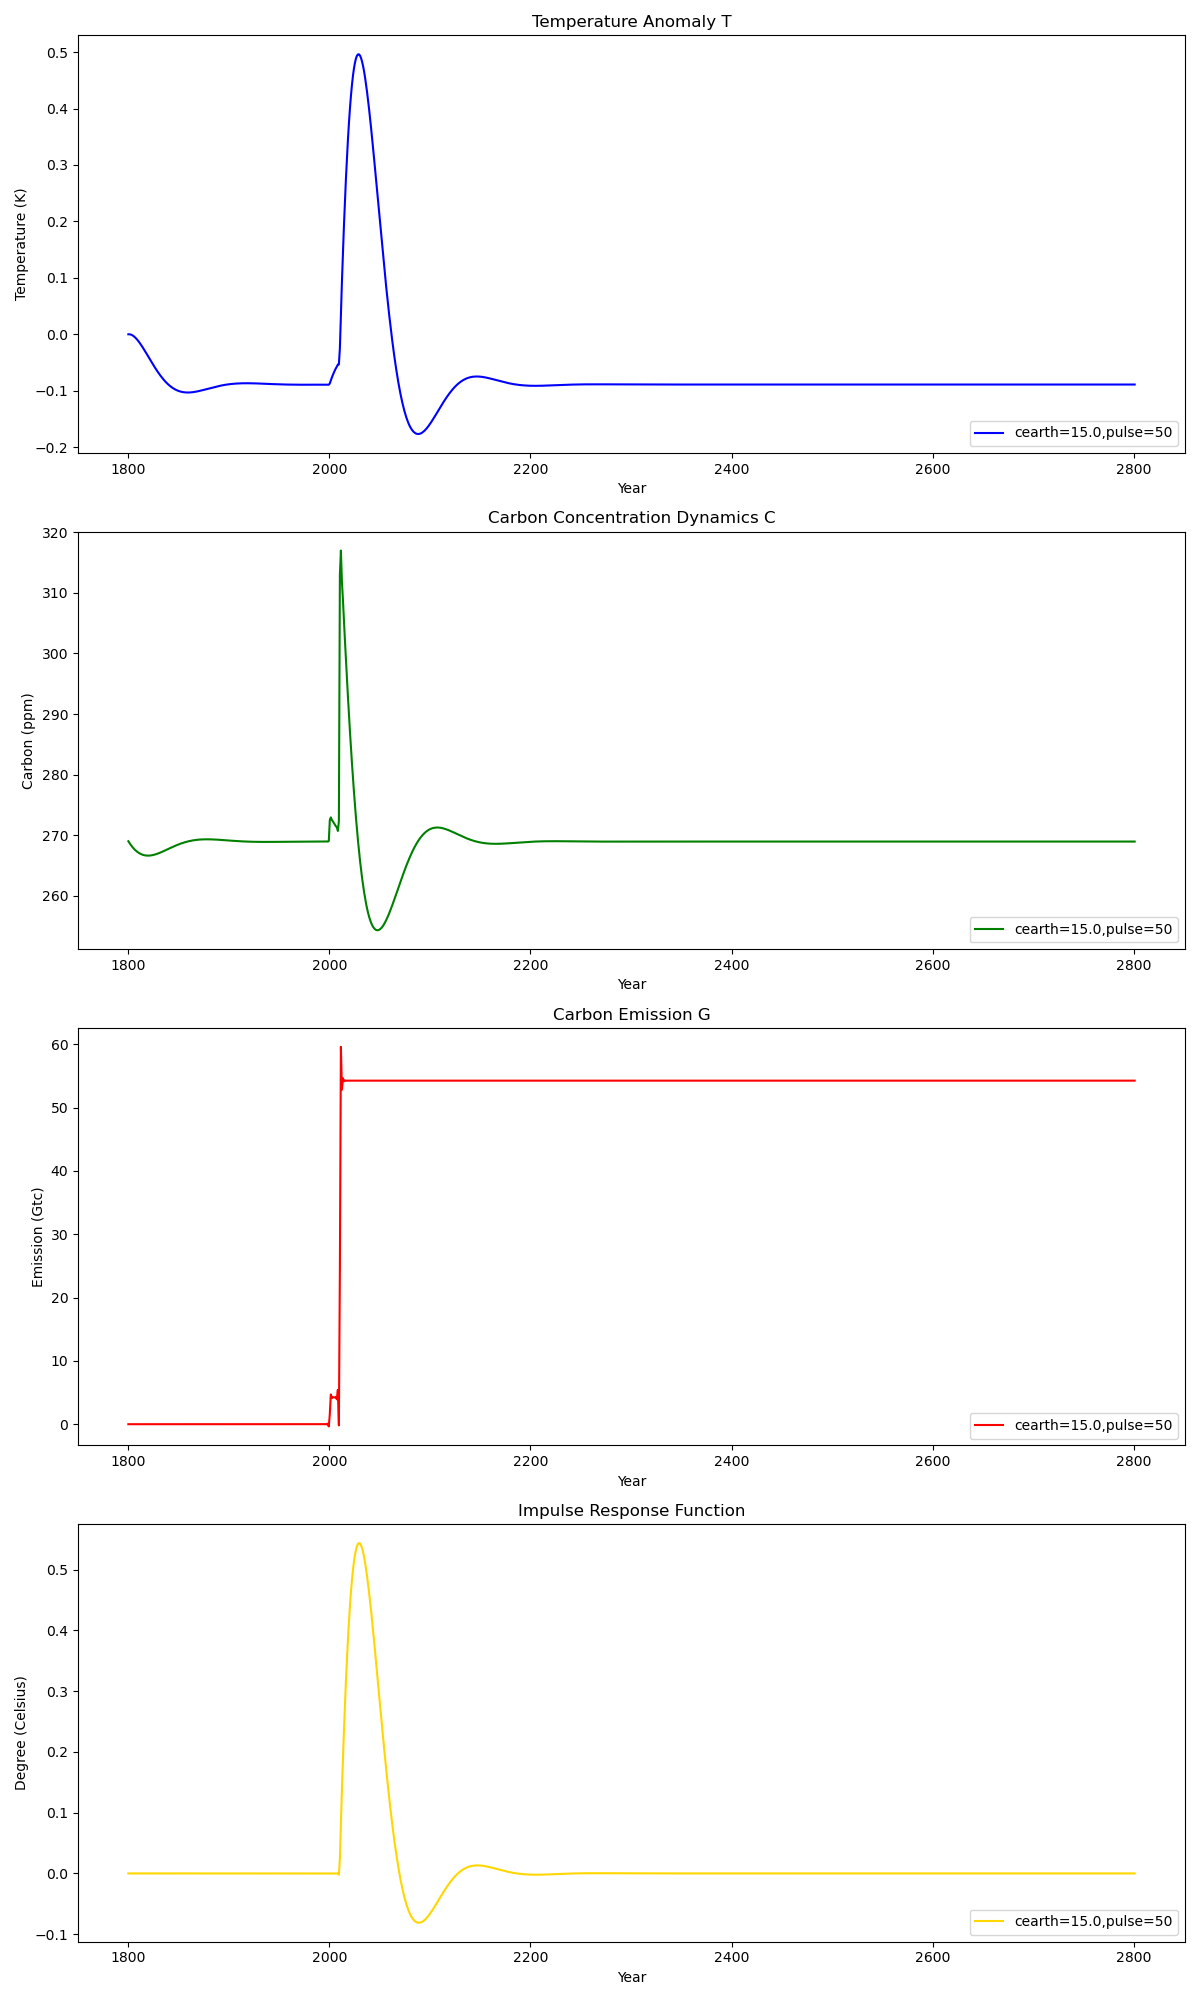 Temperature Anomaly T
Temperature (K)
0.5
0.4
0.3
0.2
0.1
0.0
−0.1
−0.2
cearth=15.0,pulse=50
1800 2000 2200 2400 2600 2800
Year
Carbon Concentration Dynamics C
Carbon (ppm)
320
310
300
290
280
270
260
cearth=15.0,pulse=50
1800 2000 2200 2400 2600 2800
Year
Carbon Emission G
Emission (Gtc)
60
50
40
30
20
10
0
cearth=15.0,pulse=50
1800 2000 2200 2400 2600 2800
Year
Impulse Response Function
Degree (Celsius)
0.5
0.4
0.3
0.2
0.1
0.0
−0.1
cearth=15.0,pulse=50
1800 2000 2200 2400 2600 2800
Year